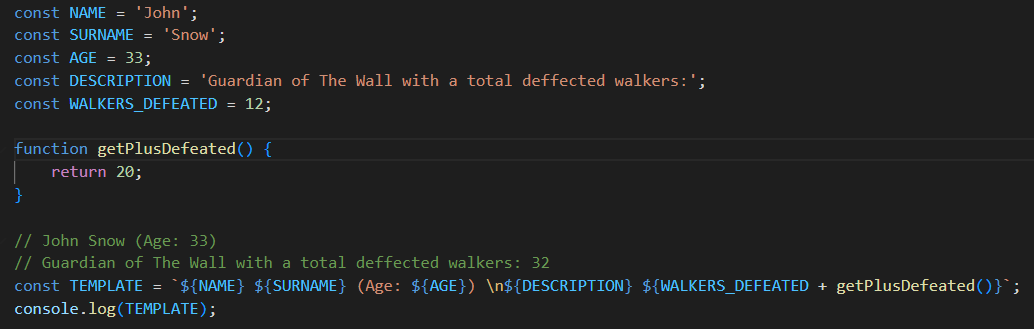 const NAME = 'John';
const SURNAME = 'Snow';
const AGE = 33;
const DESCRIPTION = 'Guardian of The Wall with a total deffected walkers:';
const WALKERS_DEFEATED = 12;

function getPlusDefeated() {
    return 20;
}

// John Snow (Age: 33)
// Guardian of The Wall with a total deffected walkers: 32
const TEMPLATE = `${NAME} ${SURNAME} (Age: ${AGE}) \n${DESCRIPTION} ${WALKERS_DEFEATED + getPlusDefeated()}`;
console.log(TEMPLATE);